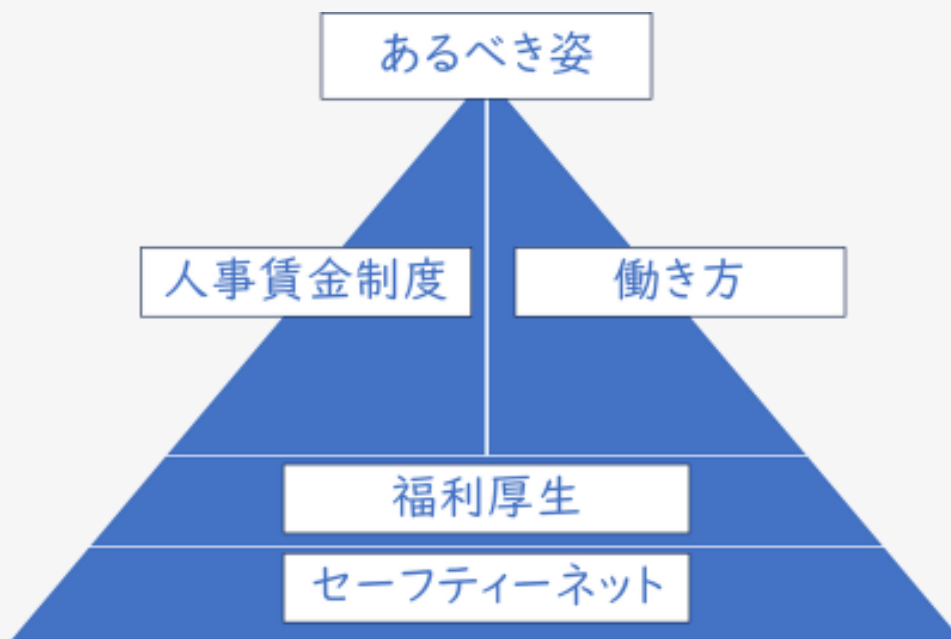 あるべき姿
人事賃金制度
働き方
福利厚生
セーフティーネット